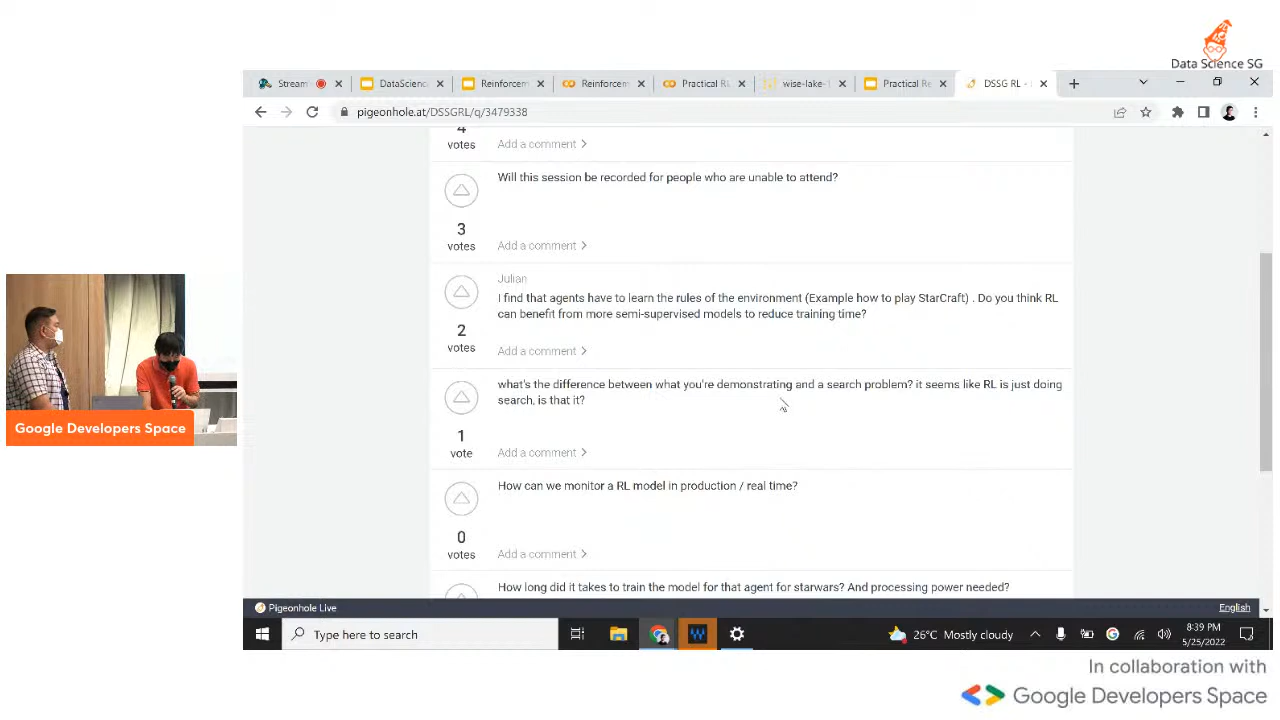 Data Science SG
Stream
DataScienc
Reinforcem
Reinforcem
Practical RL
wise-lake-1
Practical Re
DSSG RL -
pigeonhole.at/DSSGRL/q/3479338
4
votes
Add a comment >
Will this session be recorded for people who are unable to attend?
3
votes
Add a comment >
Julian
I find that agents have to learn the rules of the environment (Example how to play StarCraft) . Do you think RL
can benefit from more semi-supervised models to reduce training time?
2
votes
Add a comment >
what's the difference between what you're demonstrating and a search problem? it seems like RL is just doing
search, is that it?
1
vote
Add a comment >
How can we monitor a RL model in production / real time?
0
votes
Add a comment >
How long did it takes to train the model for that agent for starwars? And processing power needed?
Google Developers Space
Pigeonhole Live
English
Type here to search
26°C Mostly cloudy
8:39 PM
5/25/2022
In collaboration with
Google Developers Space